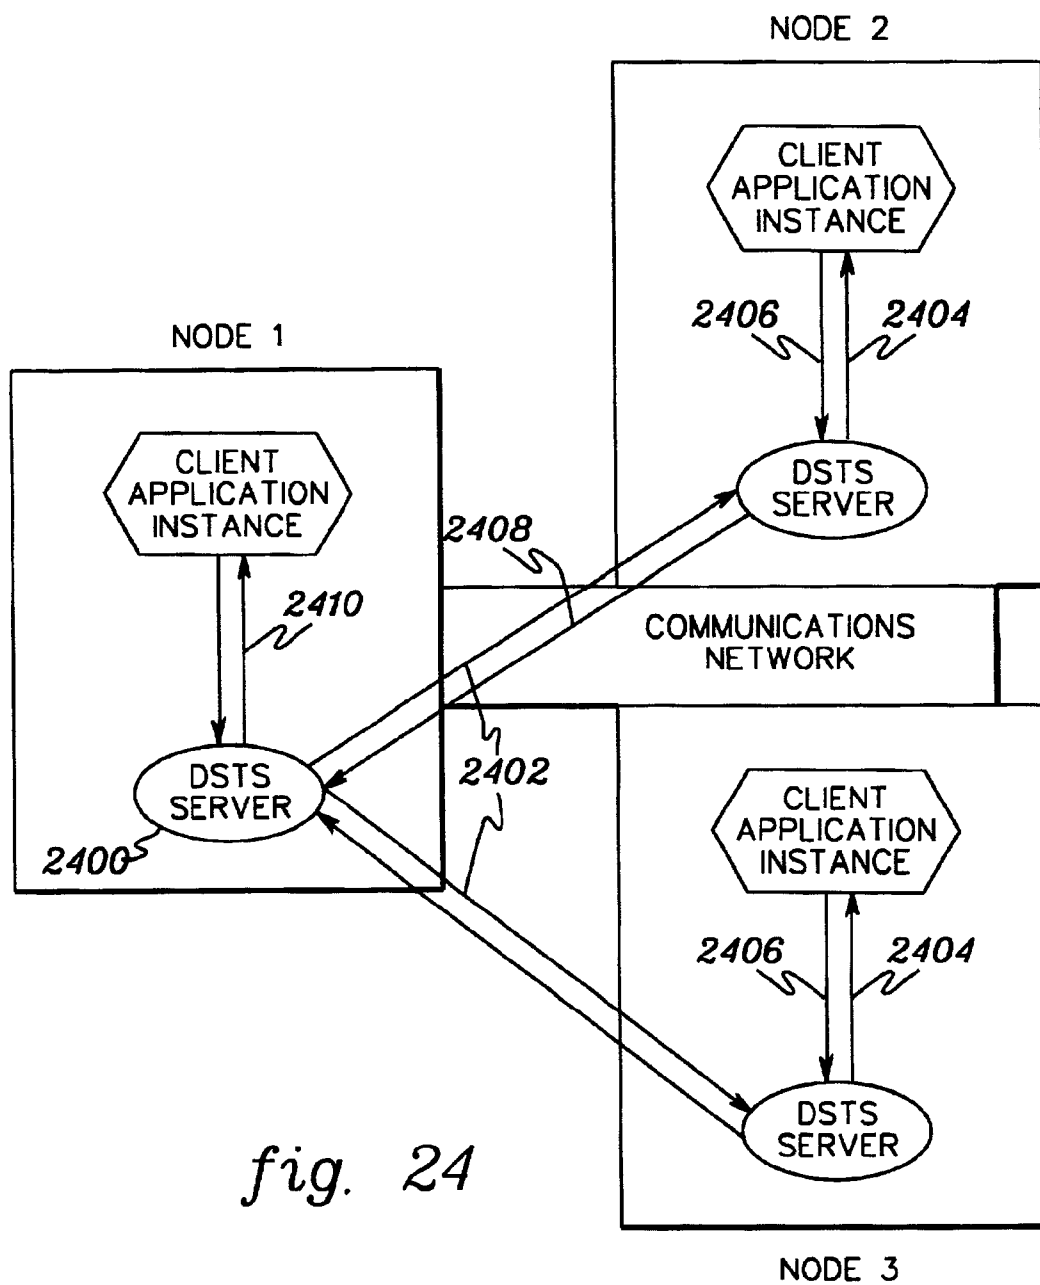 NODE 2
CLIENT
APPLICATION
INSTANCE
2406
2404
DSTS
SERVER
NODE 1
CLIENT
APPLICATION
INSTANCE
2408
2410
COMMUNICATIONS
NETWORK
2402
DSTS
SERVER
2400
CLIENT
APPLICATION
INSTANCE
2406
2404
DSTS
SERVER
fig. 24
NODE 3